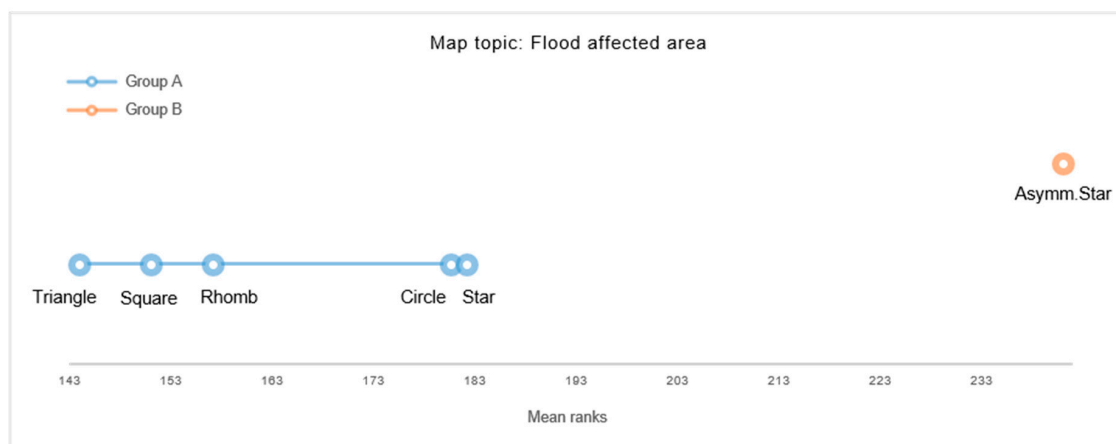 Map topic: Flood affected area
Group A
Group B
Asymm.Star
Triangle Square Rhomb Circle Star
143 153 163 173 183 193 203 213 223 233
Mean ranks